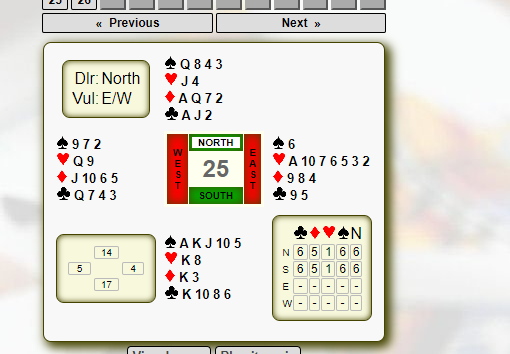 25 26
« Previous Next »
Dlr: North
Vul: E/W
♠ Q 8 4 3
♥ J 4
♦ A Q 7 2
♣ A J 2
♠ 9 7 2
♥ Q 9
♦ J 10 6 5
♣ Q 7 4 3
NORTH
WEST
25
EAST
SOUTH
♠ 6
♥ A 10 7 6 5 3 2
♦ 9 8 4
♣ 9 5
14
5 4
17
♠ A K J 10 5
♥ K 8
♦ K 3
♣ K 10 8 6
♣ ♦ ♥ ♠ N
N 6 5 1 6 6
S 6 5 1 6 6
E - - - - -
W - - - - -